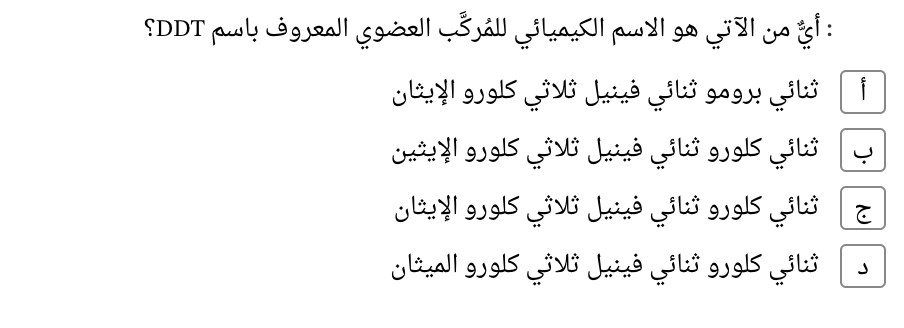 : أيٌّ من الآتي هو الاسم الكيميائي للمُركَّب العضوي المعروف باسم DDT؟
أ ثنائي برومو ثنائي فينيل ثلاثي كلورو الإيثان
ب ثنائي كلورو ثنائي فينيل ثلاثي كلورو الإيثين
ج ثنائي كلورو ثنائي فينيل ثلاثي كلورو الإيثان
د ثنائي كلورو ثنائي فينيل ثلاثي كلورو الميثان